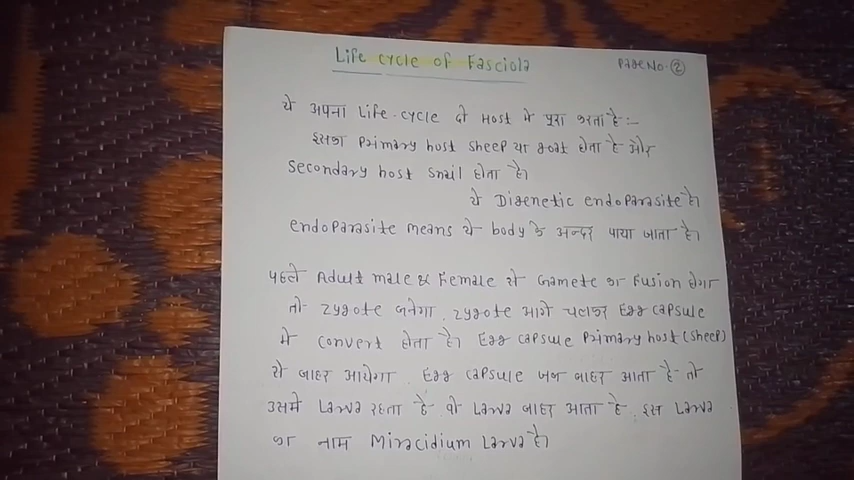 Life cycle of Fasciola
Page No. ②
ये अपना Life-cycle दो Host मे पुरा करता है:-
इसका Primary host sheep या goat होता है और
Secondary host snail होता है।
ये Digenetic endoparasite है।
endoparasite means ये body के अन्दर पाया जाता है।
पहले Adult male & Female से Gamete का Fusion होगा
तो zygote बनेगा. zygote आगे चलकर Egg capsule
मे convert होता है। Egg capsule Primary host (sheep)
से बाहर आयेगा. Egg capsule जब बाहर आता है तो
उसमे Larva रहता है. वो Larva बाहर आता है. इस Larva
का नाम Miracidium Larva है।